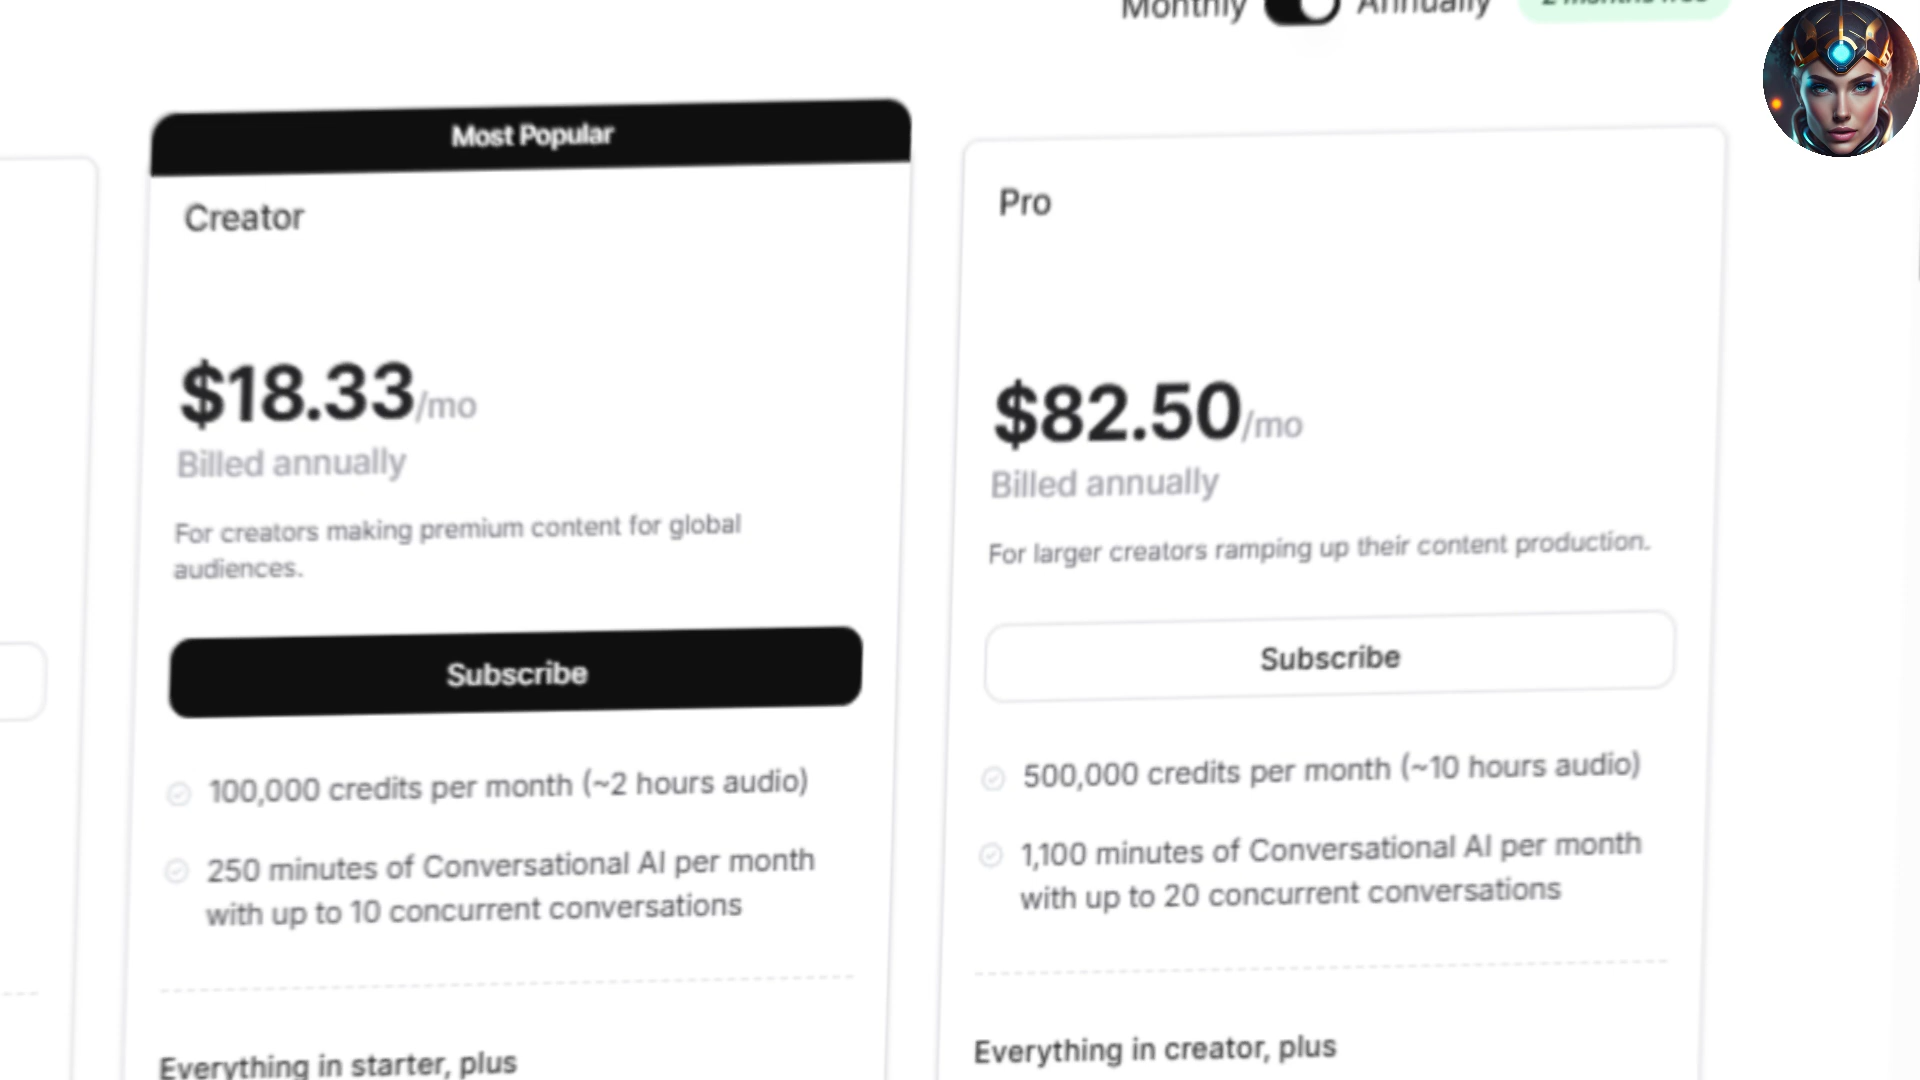 Monthly
Annually
2 months free
Most Popular
Creator
$18.33/mo
Billed annually
For creators making premium content for global
audiences.
Subscribe
100,000 credits per month (~2 hours audio)
250 minutes of Conversational AI per month
with up to 10 concurrent conversations
Everything in starter, plus
Pro
$82.50/mo
Billed annually
For larger creators ramping up their content production.
Subscribe
500,000 credits per month (~10 hours audio)
1,100 minutes of Conversational AI per month
with up to 20 concurrent conversations
Everything in creator, plus